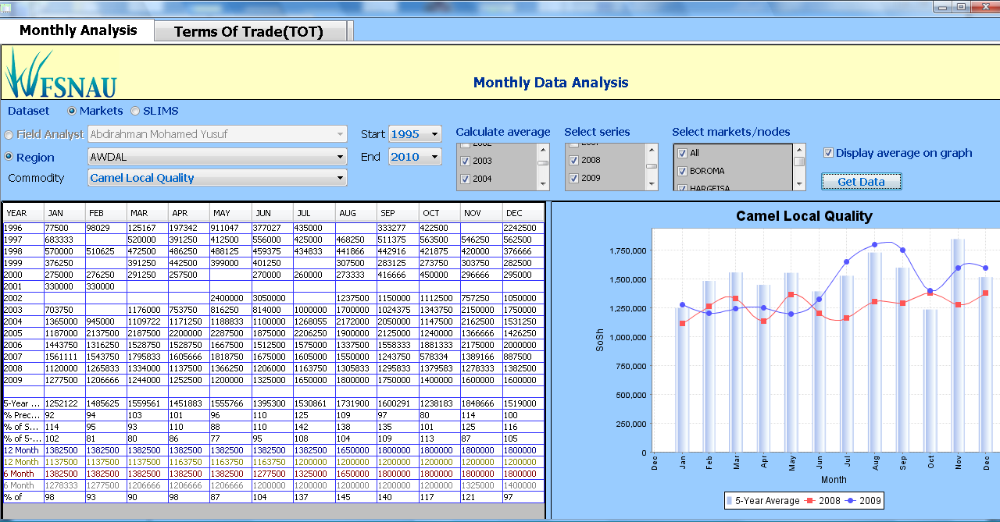 Monthly Analysis Terms Of Trade(TOT)
FSNAU
Monthly Data Analysis
Dataset Markets SLIMS
Field Analyst Abdirahman Mohamed Yusuf Start 1995 Calculate average Select series Select markets/nodes
Region AWDAL End 2010 2003 2008 All Display average on graph
Commodity Camel Local Quality 2004 2009 BOROMA Get Data
HARGEISA
YEAR JAN FEB MAR APR MAY JUN JUL AUG SEP OCT NOV DEC
1996 77500 98029 125167 197342 911047 377027 435000 333277 422500 2242500
1997 683333 520000 391250 412500 556000 425000 468250 511375 563500 546250 562500
1998 570000 510625 472500 486250 488125 459375 434833 441866 442916 421875 420000 376666
1999 376250 391250 442500 399000 401250 307500 283125 273750 303750 282500
2000 275000 276250 291250 257500 270000 260000 273333 416666 450000 296666 295000
2001 330000 330000
2002 2400000 303750 1237500 1112500 757250 1050000
2003 703750 1176000 753750 816250 814000 1000000 1700000 1024375 1343750 2150000 1750000
2004 1365000 945000 2172000 1147500 2162500 1531250
2005 1187000 2137500 2200000 2287500 1875000 2206250 1900000 2125000 1240000 1366666 1426250
2006 1443750 1316250 1528750 1528750 1667500 1512500 1575000 1337500 1558333 1881333 2175000 2000000
2007 1561111 1543750 1795833 1605666 1818750 1675000 1605000 1550000 1243750 578334 1389166 887500
2008 1120000 1265833 1334000 1137500 1366250 1206000 1163750 1305833 1295833 1379583 1278333 1382500
2009 1277500 1206666 1244000 1252500 1200000 1325000 1650000 1800000 1750000 1400000 1600000 1600000
5-Year ... 1252122 1485625 1559561 1451883 1555766 1395300 1530861 1731900 1600291 1238183 1848666 1519000
% Prec... 92 94 103 101 96 110 125 109 97 80 114 100
% of S... 114 95 93 110 88 110 142 138 135 101 125 116
% of 5-... 102 81 80 86 77 95 108 104 109 113 87 105
12 Month 1382500 1382500 1382500 1382500 1382500 1382500 1382500 1650000 1800000 1800000 1800000 1800000
12 Month 1137500 1137500 1137500 1163750 1163750 1163750 1200000 1200000 1200000 1200000 1200000 1200000
6 Month 1382500 1382500 1382500 1382500 1382500 1277500 1325000 1650000 1800000 1800000 1800000 1800000
6 Month 1278333 1277500 1206666 1206666 1206666 1200000 1200000 1200000 1200000 1200000 1325000 1400000
% of 98 93 90 98 87 104 137 145 140 117 121 97
Camel Local Quality
1,750,000
1,500,000
1,250,000
1,000,000
750,000
500,000
250,000
0
SoSh
Dec Jan Feb Mar Apr May Jun Jul Aug Sep Oct Nov Dec
Month
5-Year Average 2008 2009